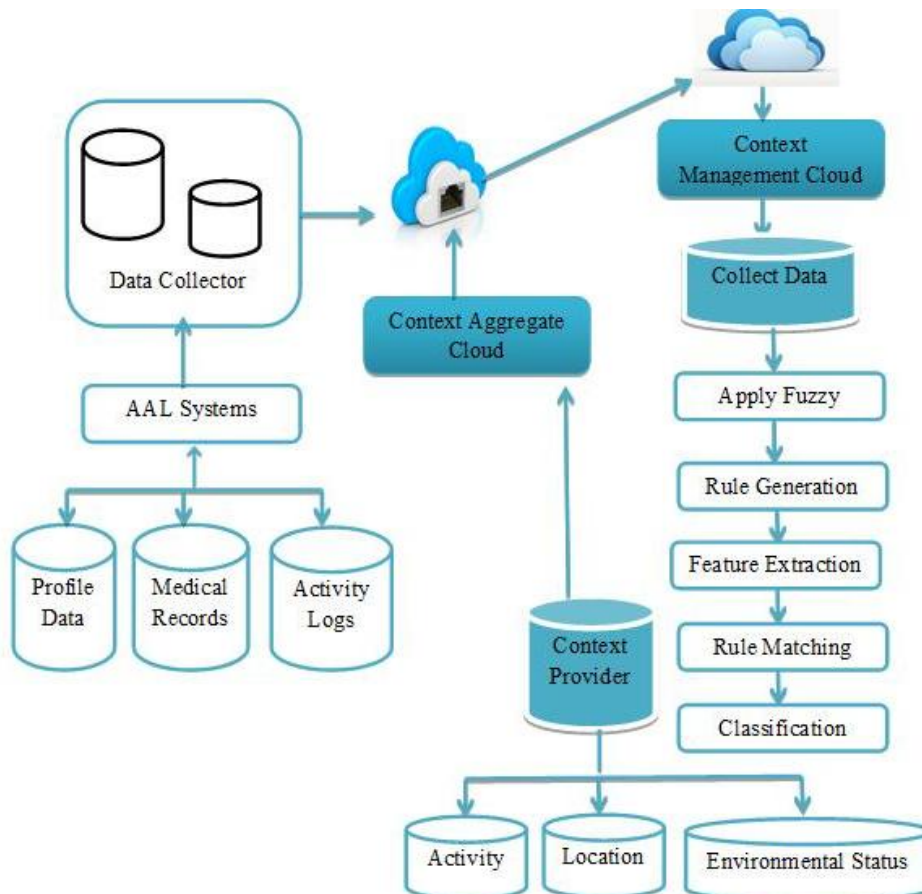 Data Collector
AAL Systems
Profile
Data
Medical
Records
Activity
Logs
Context Aggregate
Cloud
Context
Provider
Activity
Location
Environmental Status
Context
Management Cloud
Collect Data
Apply Fuzzy
Rule Generation
Feature Extraction
Rule Matching
Classification